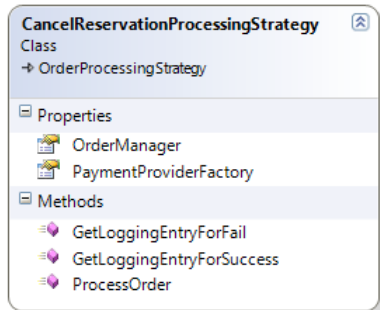 CancelReservationProcessingStrategy
Class
OrderProcessingStrategy
Properties
OrderManager
PaymentProviderFactory
Methods
GetLoggingEntryForFail
GetLoggingEntryForSuccess
ProcessOrder